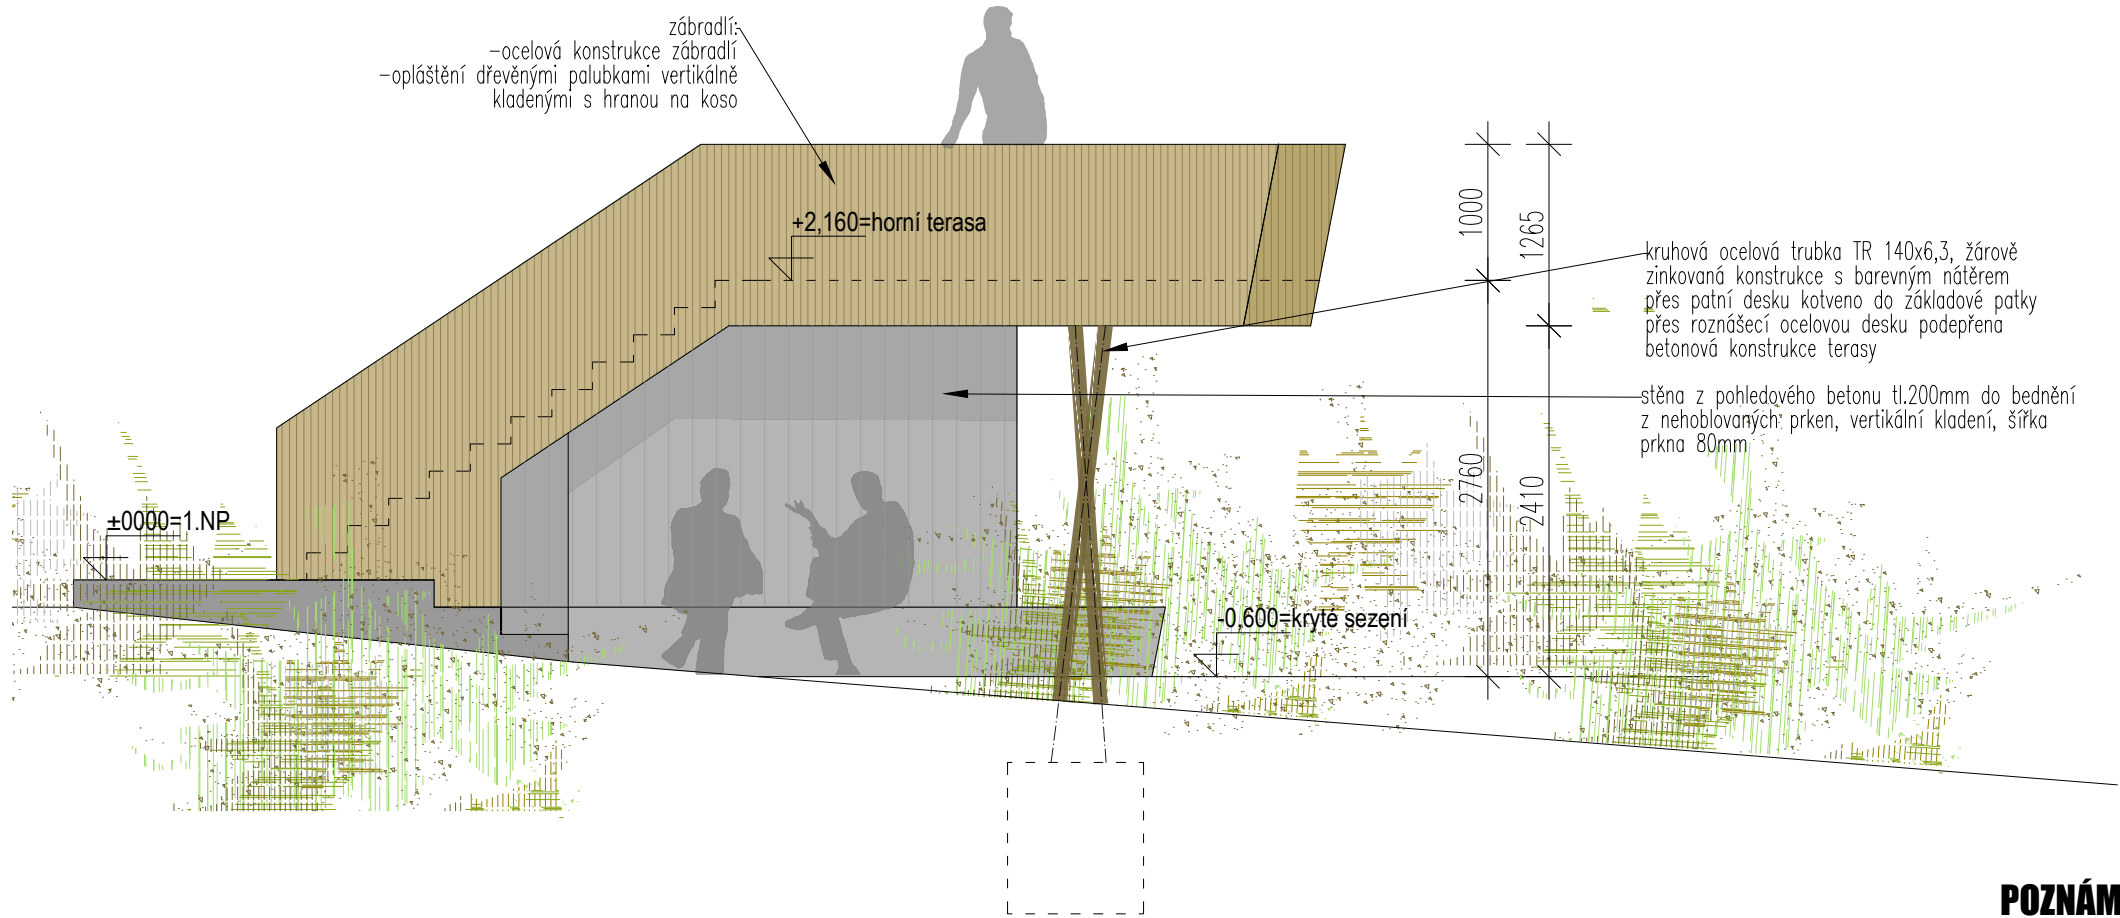 zábradlí:
-ocelová konstrukce zábradlí
-opláštění dřevěnými palubkami vertikálně
kladenými s hranou na koso
+2,160=horní terasa
1000
1265
kruhová ocelová trubka TR 140x6,3, žárově
zinkovaná konstrukce s barevným nátěrem
přes patní desku kotveno do základové patky
přes roznášecí ocelovou desku podepřena
betonová konstrukce terasy
stěna z pohledového betonu tl.200mm do bednění
z nehoblovaných prken, vertikální kladení, šířka
prkna 80mm
2760
2410
±0000=1.NP
-0,600=kryté sezení
POZNÁM